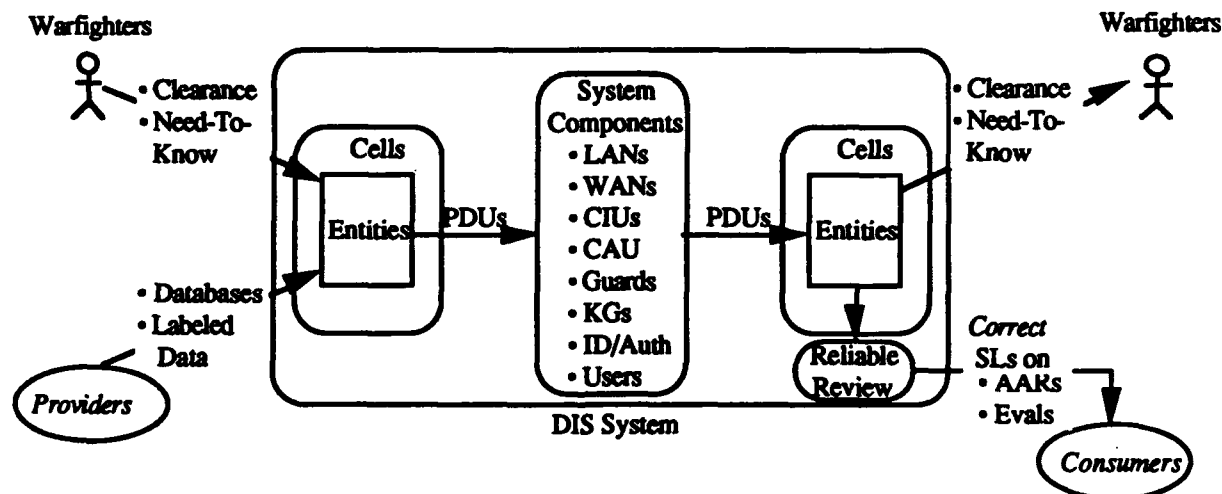 Warfighters
• Clearance
• Need-To-
Know
• Databases
• Labeled
Data
Providers
Cells
Entities
PDUs
System
Components
• LANs
• WANs
• CIUs
• CAU
• Guards
• KGs
• ID/Auth
• Users
PDUs
Cells
Entities
Reliable
Review
DIS System
Warfighters
• Clearance
• Need-To-
Know
Correct
SLs on
• AARs
• Evals
Consumers